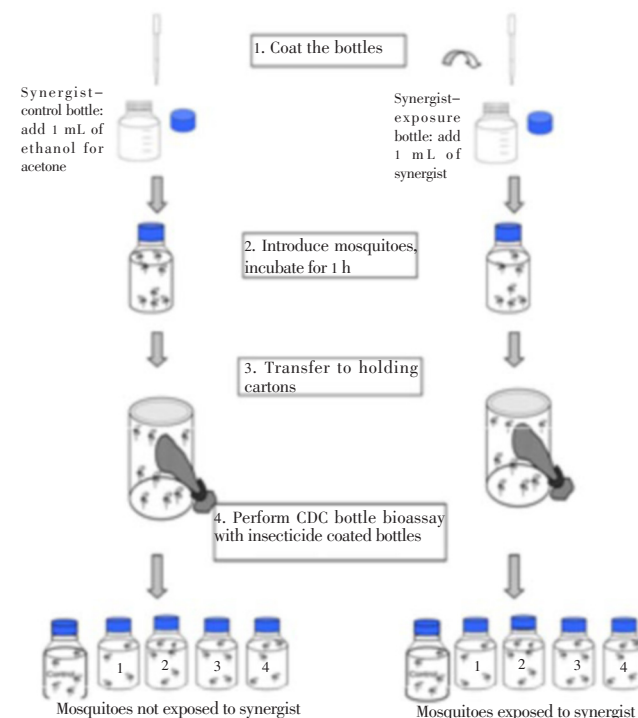 1. Coat the bottles
Synergist–
control bottle:
add 1 mL of
ethanol for
acetone
Synergist–
exposure
bottle: add
1 mL of
synergist
2. Introduce mosquitoes,
incubate for 1 h
3. Transfer to holding
cartons
4. Perform CDC bottle bioassay
with insecticide coated bottles
Control 1 2 3 4
Control 1 2 3 4
Mosquitoes not exposed to synergist
Mosquitoes exposed to synergist